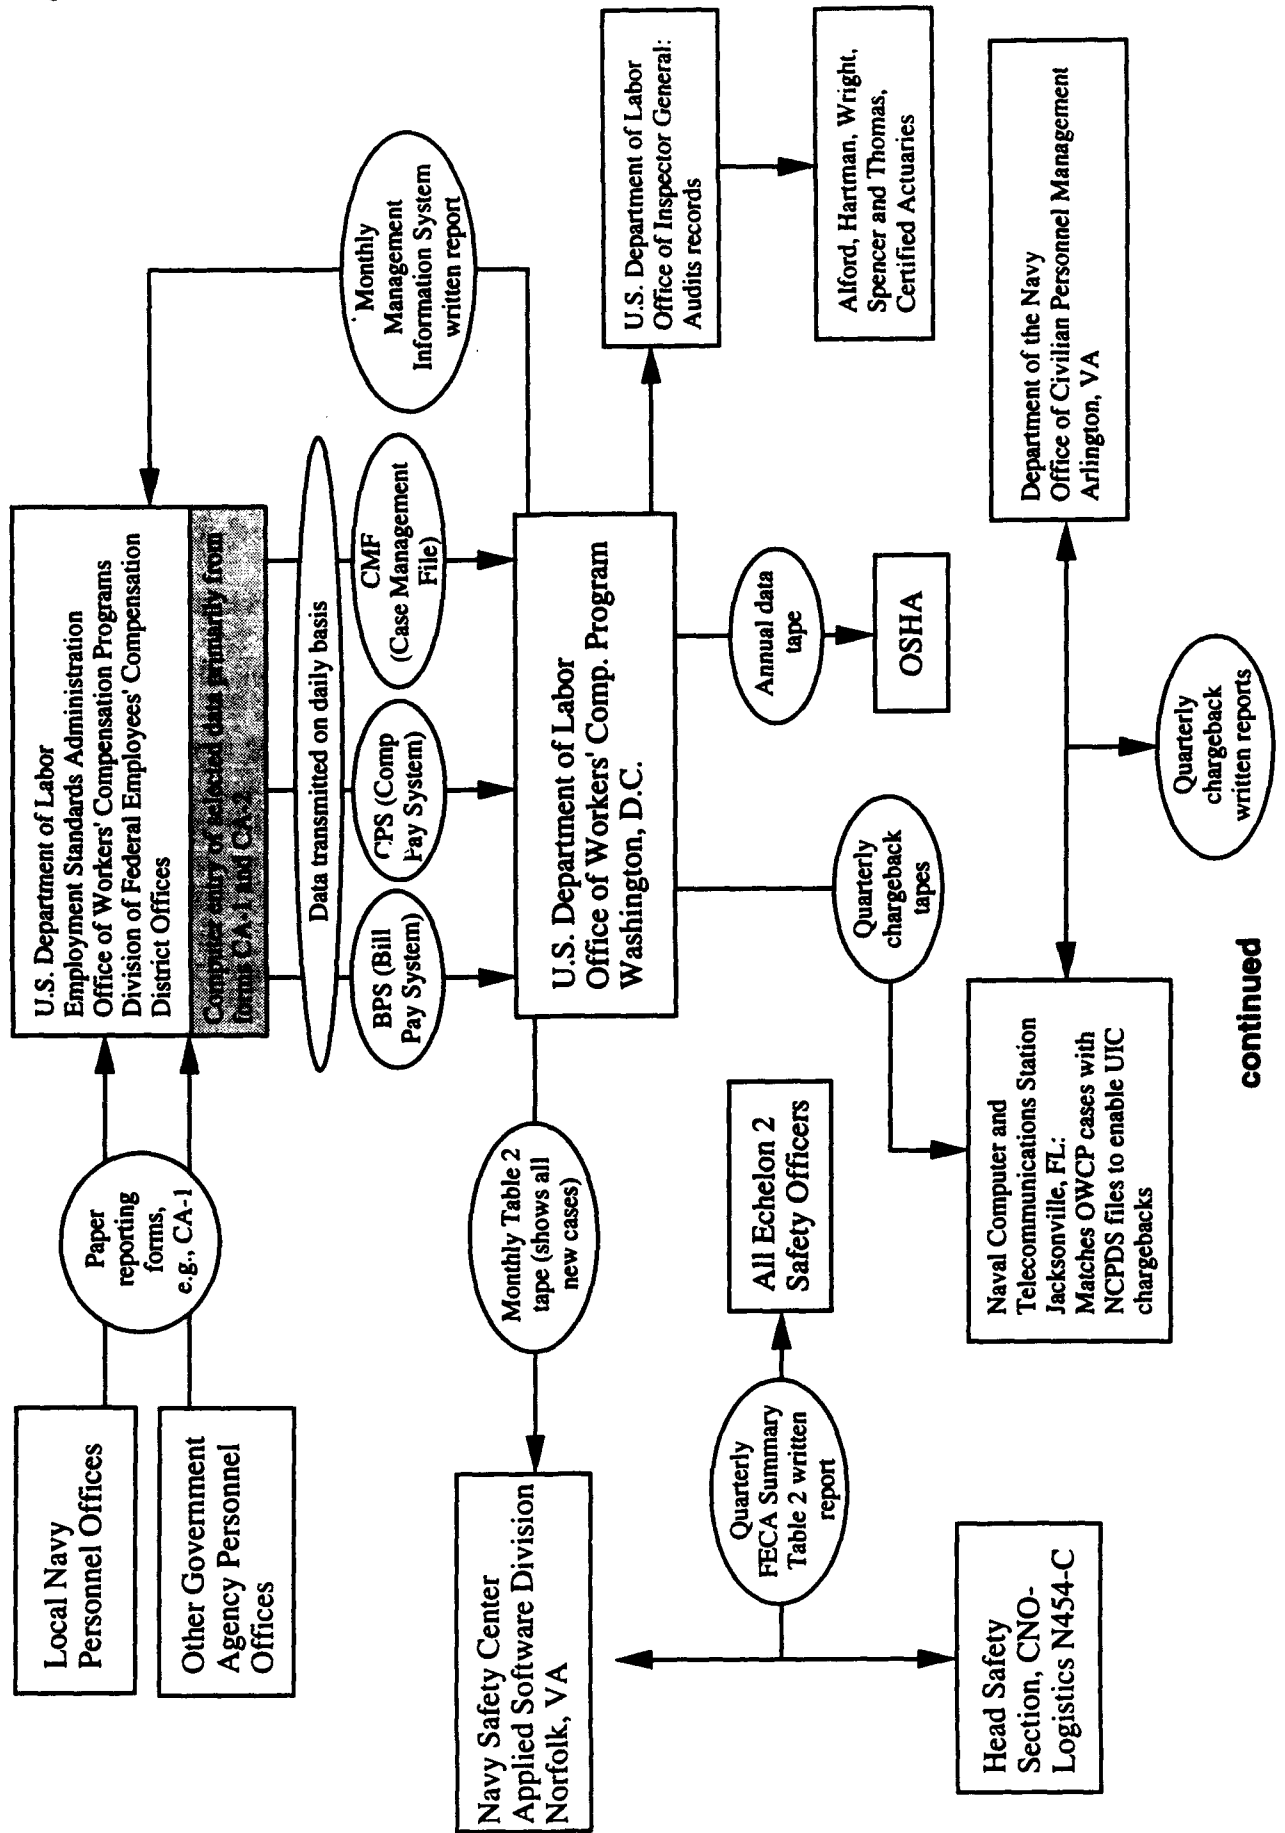 Local Navy
Personnel Offices
Other Government
Agency Personnel
Offices
Paper
reporting
forms,
e.g., CA-1
U.S. Department of Labor
Employment Standards Administration
Office of Workers' Compensation Programs
Division of Federal Employees' Compensation
District Offices
Computer entry of selected data primarily from
forms CA-1 and CA-2
Data transmitted on daily basis
BPS (Bill
Pay System)
CPS (Comp
Pay System)
CMF
(Case Management
File)
Monthly
Management
Information System
written report
Navy Safety Center
Applied Software Division
Norfolk, VA
Monthly Table 2
tape (shows all
new cases)
U.S. Department of Labor
Office of Workers' Comp. Program
Washington, D.C.
U.S. Department of Labor
Office of Inspector General:
Audits records
Alford, Hartman, Wright,
Spencer and Thomas,
Certified Actuaries
Quarterly
FECA Summary
Table 2 written
report
All Echelon 2
Safety Officers
Quarterly
chargeback
tapes
Annual data
tape
OSHA
Head Safety
Section, CNO-
Logistics N454-C
Naval Computer and
Telecommunications Station
Jacksonville, FL:
Matches OWCP cases with
NCPDS files to enable UIC
chargebacks
Department of the Navy
Office of Civilian Personnel Management
Arlington, VA
Quarterly
chargeback
written reports
continued